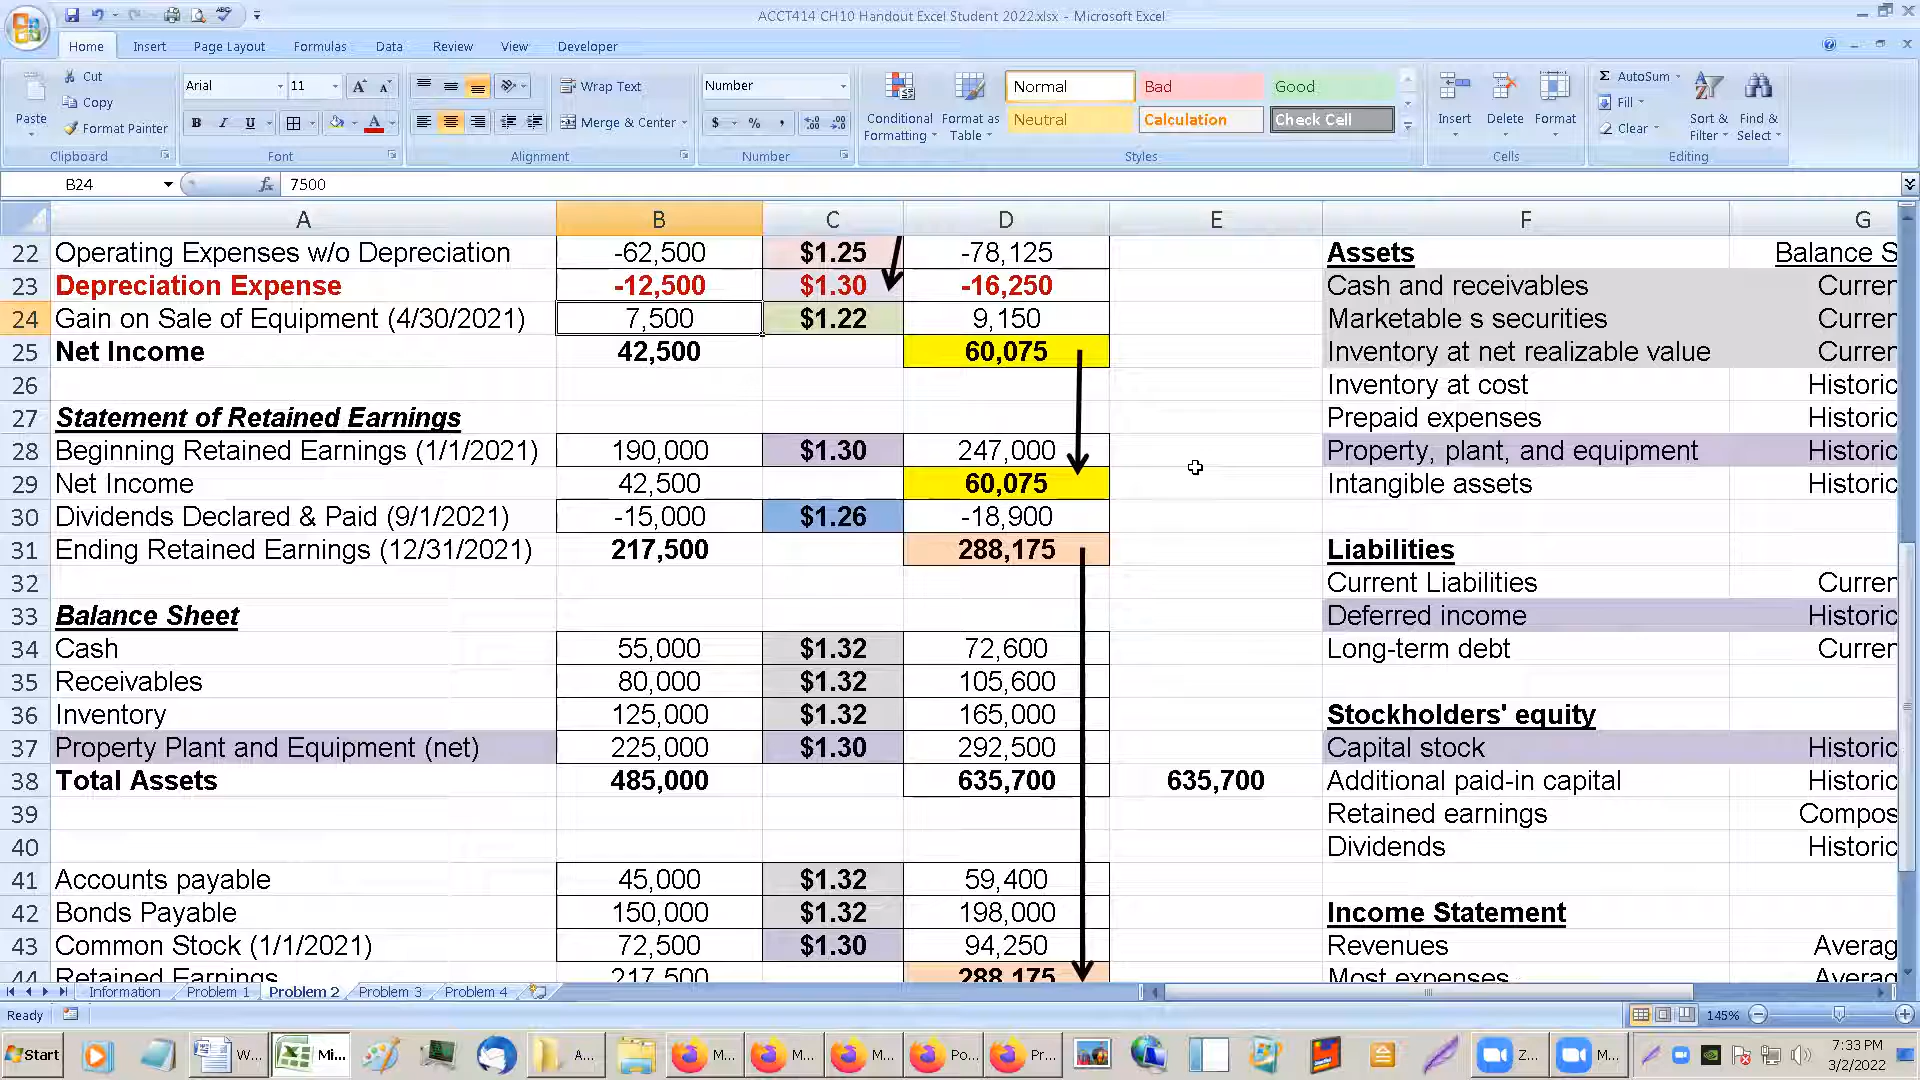 ACCT414 CH10 Handout Excel Student 2022.xlsx - Microsoft Excel
Home Insert Page Layout Formulas Data Review View Developer
Paste Cut Copy Format Painter Clipboard
Arial 11 B I U Font
Wrap Text Merge & Center Alignment
Number $ % , Number
Conditional Formatting Format as Table Normal Bad Good Neutral Calculation Check Cell Styles
Insert Delete Format Cells
AutoSum Fill Clear Sort & Filter Find & Select Editing
B24 fx 7500
A B C D E F G
22 Operating Expenses w/o Depreciation -62,500 $1.25 -78,125 Assets Balance S
23 Depreciation Expense -12,500 $1.30 -16,250 Cash and receivables Curren
24 Gain on Sale of Equipment (4/30/2021) 7,500 $1.22 9,150 Marketable s securities Curren
25 Net Income 42,500 60,075 Inventory at net realizable value Curren
26 Inventory at cost Historic
27 Statement of Retained Earnings Prepaid expenses Historic
28 Beginning Retained Earnings (1/1/2021) 190,000 $1.30 247,000 Property, plant, and equipment Historic
29 Net Income 42,500 60,075 Intangible assets Historic
30 Dividends Declared & Paid (9/1/2021) -15,000 $1.26 -18,900
31 Ending Retained Earnings (12/31/2021) 217,500 288,175 Liabilities
32 Current Liabilities Curren
33 Balance Sheet Deferred income Historic
34 Cash 55,000 $1.32 72,600 Long-term debt Curren
35 Receivables 80,000 $1.32 105,600
36 Inventory 125,000 $1.32 165,000 Stockholders' equity
37 Property Plant and Equipment (net) 225,000 $1.30 292,500 Capital stock Historic
38 Total Assets 485,000 635,700 635,700 Additional paid-in capital Historic
39 Retained earnings Compos
40 Dividends Historic
41 Accounts payable 45,000 $1.32 59,400
42 Bonds Payable 150,000 $1.32 198,000 Income Statement
43 Common Stock (1/1/2021) 72,500 $1.30 94,250 Revenues Averag
44 Retained Earnings 217,500 288,175 Most expenses Averag
Information Problem 1 Problem 2 Problem 3 Problem 4
Ready 145%
Start W... Mi... A... M... M... M... Po... Pr... Z... M... 7:33 PM
3/2/2022